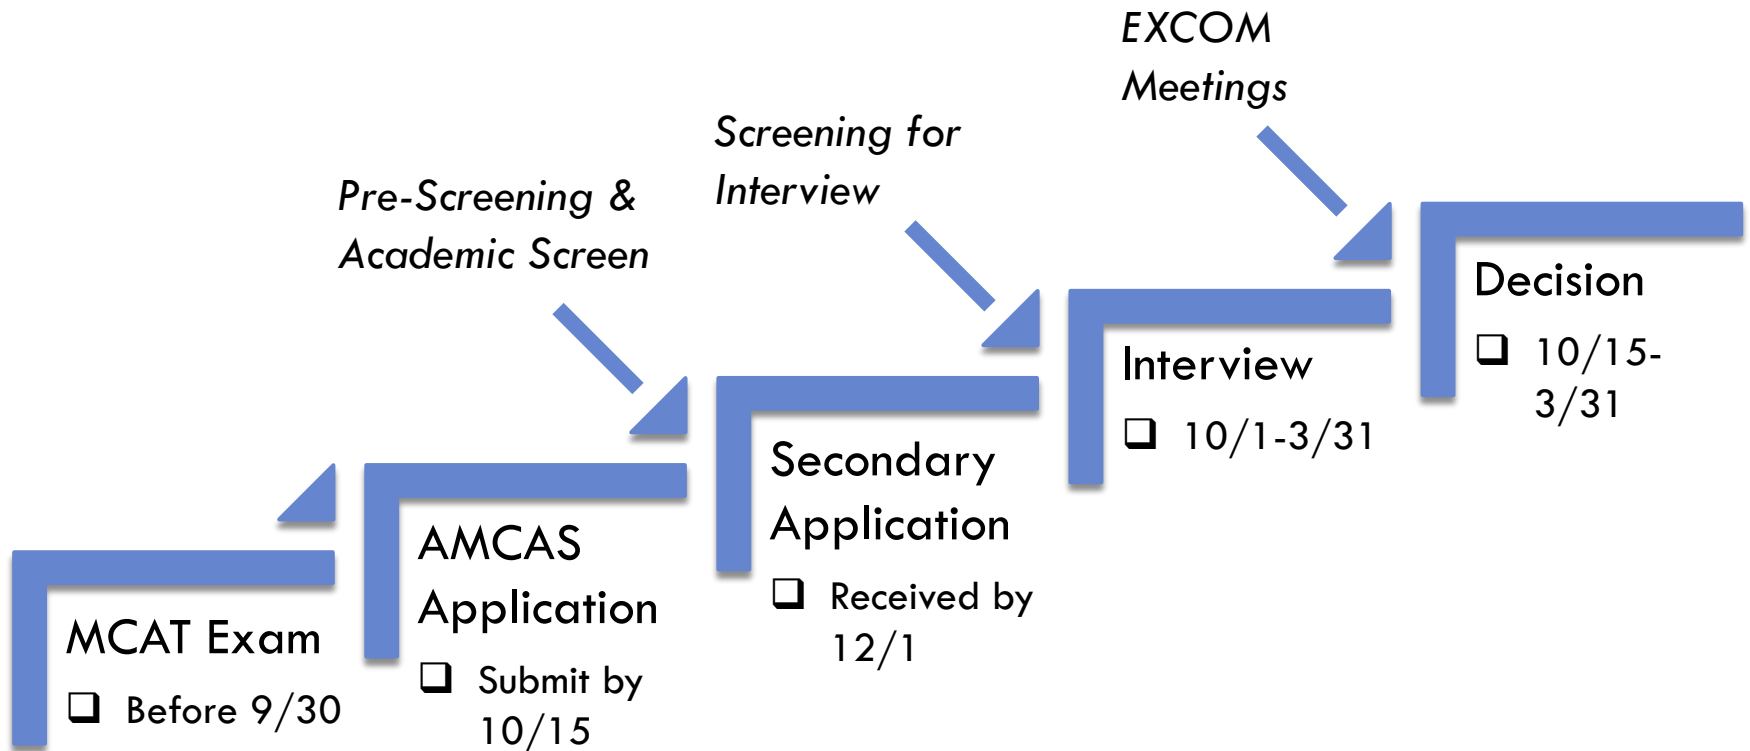 EXCOM
Meetings
Screening for
Interview
Pre-Screening &
Academic Screen
MCAT Exam
❑ Before 9/30
AMCAS
Application
❑ Submit by
10/15
Secondary
Application
❑ Received by
12/1
Interview
❑ 10/1-3/31
Decision
❑ 10/15-
3/31